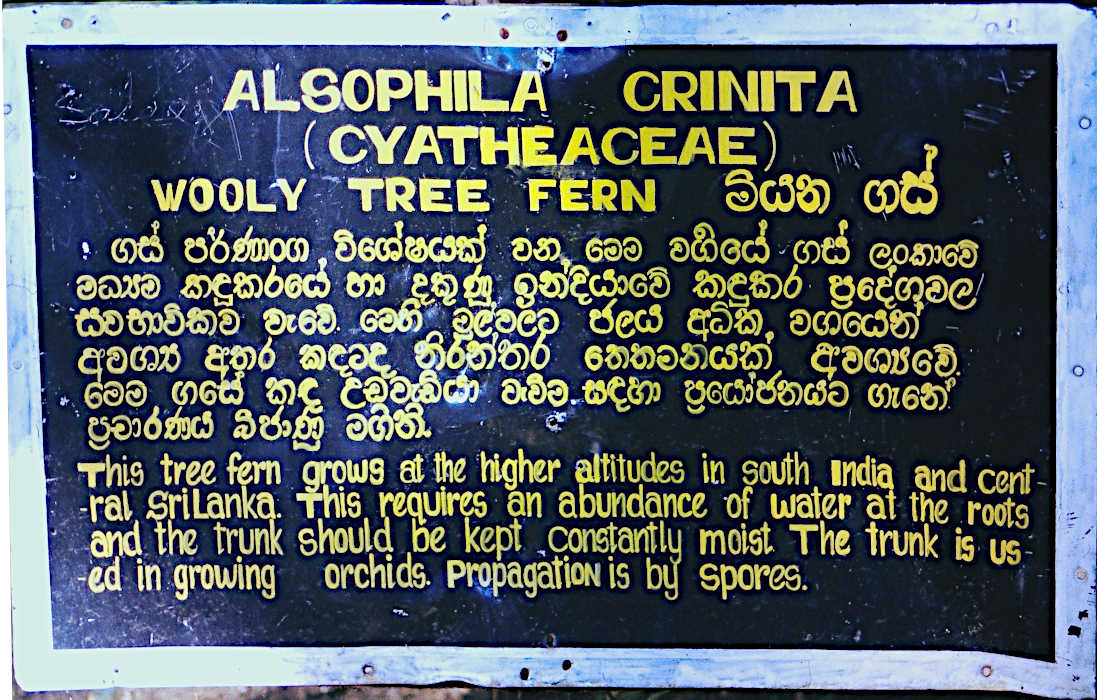 ALSOPHILA CRINITA
(CYATHEACEAE)
WOOLY TREE FERN මියන ගස්
ගස් පර්ණාංග විශේෂයක් වන මෙම වගීයේ ගස් ලංකාවේ
මධ්‍යම කඳුකරයේ හා දකුණු ඉන්දියාවේ කඳුකර ප්‍රදේශවල
ස්වභාවිකව වැවේ. මෙහි මුල්වලට ජලය අධික වශයෙන්
අවශ්‍ය අතර කඳටද නිරන්තර තෙතමනයක් අවශ්‍යවේ.
මෙම ගසේ කඳ උඩවැඩියා වැවීම සඳහා ප්‍රයෝජනයට ගැනේ.
ප්‍රචාරණය බීජාණු මගිනි.
This tree fern grows at the higher altitudes in south India and cent-
-ral SriLanka. This requires an abundance of water at the roots
and the trunk should be kept constantly moist. The trunk is us-
-ed in growing orchids. Propagation is by spores.